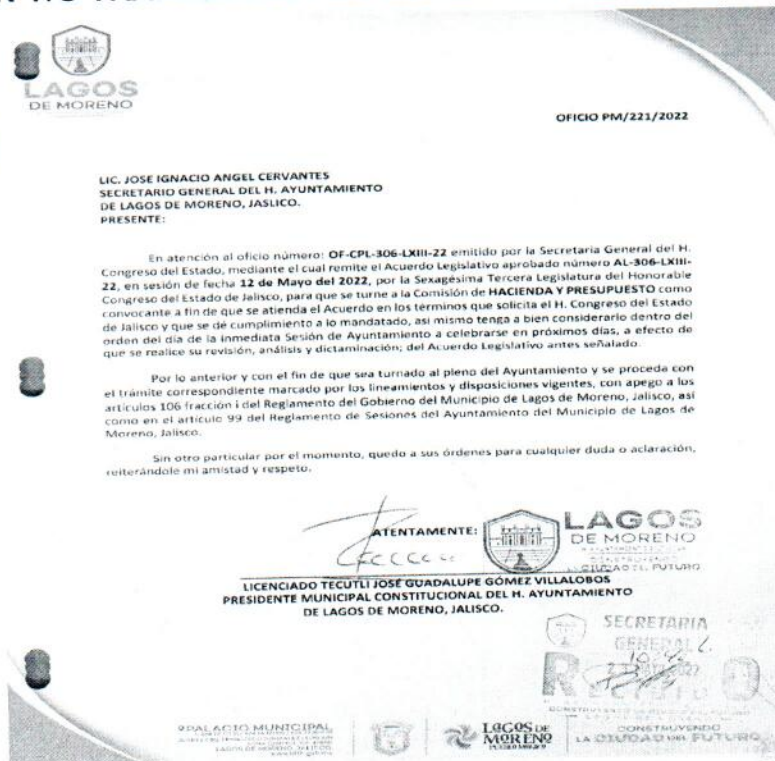 LAGOS
DE MORENO
OFICIO PM/221/2022
LIC. JOSE IGNACIO ANGEL CERVANTES
SECRETARIO GENERAL DEL H. AYUNTAMIENTO
DE LAGOS DE MORENO, JASLICO.
PRESENTE:
En atención al oficio número: OF-CPL-306-LXIII-22 emitido por la Secretaria General del H.
Congreso del Estado, mediante el cual remite el Acuerdo Legislativo aprobado número AL-306-LXIII-
22, en sesión de fecha 12 de Mayo del 2022, por la Sexagésima Tercera Legislatura del Honorable
Congreso del Estado de Jalisco, para que se turne a la Comisión de HACIENDA Y PRESUPUESTO como
convocante a fin de que se atienda el Acuerdo en los términos que solicita el H. Congreso del Estado
de Jalisco y que se dé cumplimiento a lo mandatado, asi mismo tenga a bien considerarlo dentro del
orden del día de la inmediata Sesión de Ayuntamiento a celebrarse en próximos días, a efecto de
que se realice su revisión, análisis y dictaminación; del Acuerdo Legislativo antes señalado.
Por lo anterior y con el fin de que sea turnado al pleno del Ayuntamiento y se proceda con
el trámite correspondiente marcado por los lineamientos y disposiciones vigentes, con apego a los
artículos 106 fracción i del Reglamento del Gobierno del Municipio de Lagos de Moreno, Jalisco, así
como en el artículo 99 del Reglamento de Sesiones del Ayuntamiento del Municipio de Lagos de
Moreno, Jalisco.
Sin otro particular por el momento, quedo a sus órdenes para cualquier duda o aclaración,
reiterándole mi amistad y respeto.
ATENTAMENTE:
LAGOS
DE MORENO
CIUDAD DEL FUTURO
LICENCIADO TECUTLI JOSÉ GUADALUPE GÓMEZ VILLALOBOS
PRESIDENTE MUNICIPAL CONSTITUCIONAL DEL H. AYUNTAMIENTO
DE LAGOS DE MORENO, JALISCO.
SECRETARIA
GENERAL
PALACIO MUNICIPAL
LAGOS DE MORENO, JALISCO
LAGOS DE
MORENO
PUEBLO MÁGICO
CONSTRUYENDO
LA CIUDAD DEL FUTURO